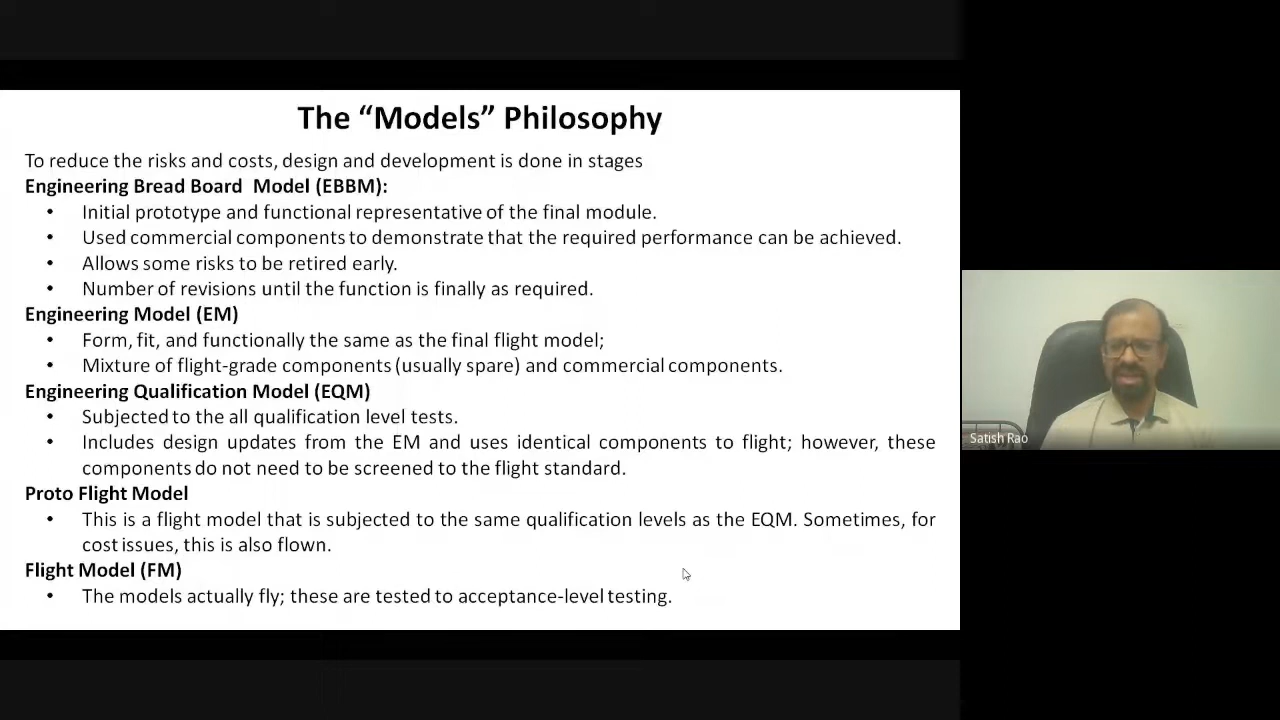 The “Models” Philosophy
To reduce the risks and costs, design and development is done in stages
Engineering Bread Board Model (EBBM):
• Initial prototype and functional representative of the final module.
• Used commercial components to demonstrate that the required performance can be achieved.
• Allows some risks to be retired early.
• Number of revisions until the function is finally as required.
Engineering Model (EM)
• Form, fit, and functionally the same as the final flight model;
• Mixture of flight-grade components (usually spare) and commercial components.
Engineering Qualification Model (EQM)
• Subjected to the all qualification level tests.
• Includes design updates from the EM and uses identical components to flight; however, these
components do not need to be screened to the flight standard.
Proto Flight Model
• This is a flight model that is subjected to the same qualification levels as the EQM. Sometimes, for
cost issues, this is also flown.
Flight Model (FM)
• The models actually fly; these are tested to acceptance-level testing.
Satish Rao